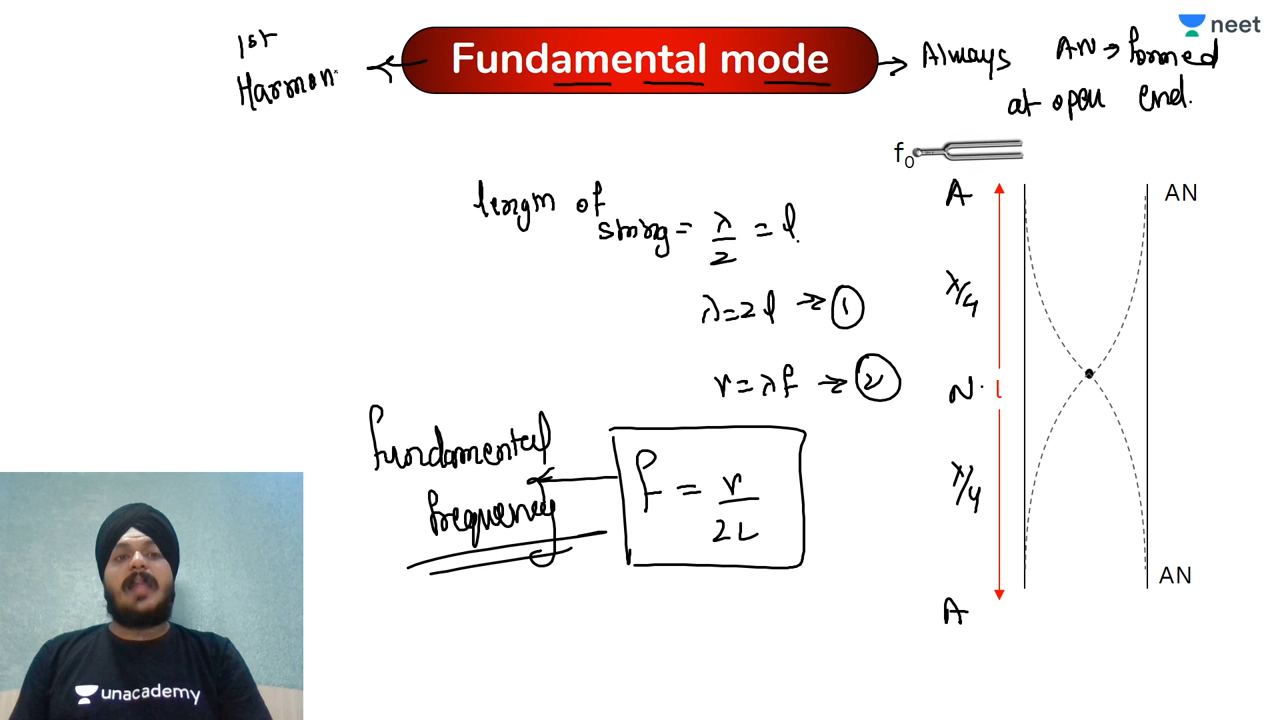 neet
1st
Harmon.
Fundamental mode
Always AN → formed
at open end.
f₀
length of
string = λ/2 = l.
λ = 2l → 1
v = λf → 2
Fundamental
frequency
f = v/2L
A
λ/4
N. l
λ/4
A
AN
AN
unacademy